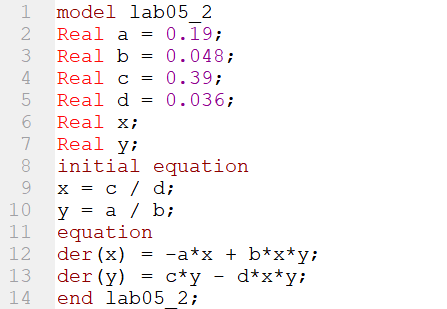 1 model lab05_2
2 Real a = 0.19;
3 Real b = 0.048;
4 Real c = 0.39;
5 Real d = 0.036;
6 Real x;
7 Real y;
8 initial equation
9 x = c / d;
10 y = a / b;
11 equation
12 der(x) = -a*x + b*x*y;
13 der(y) = c*y - d*x*y;
14 end lab05_2;